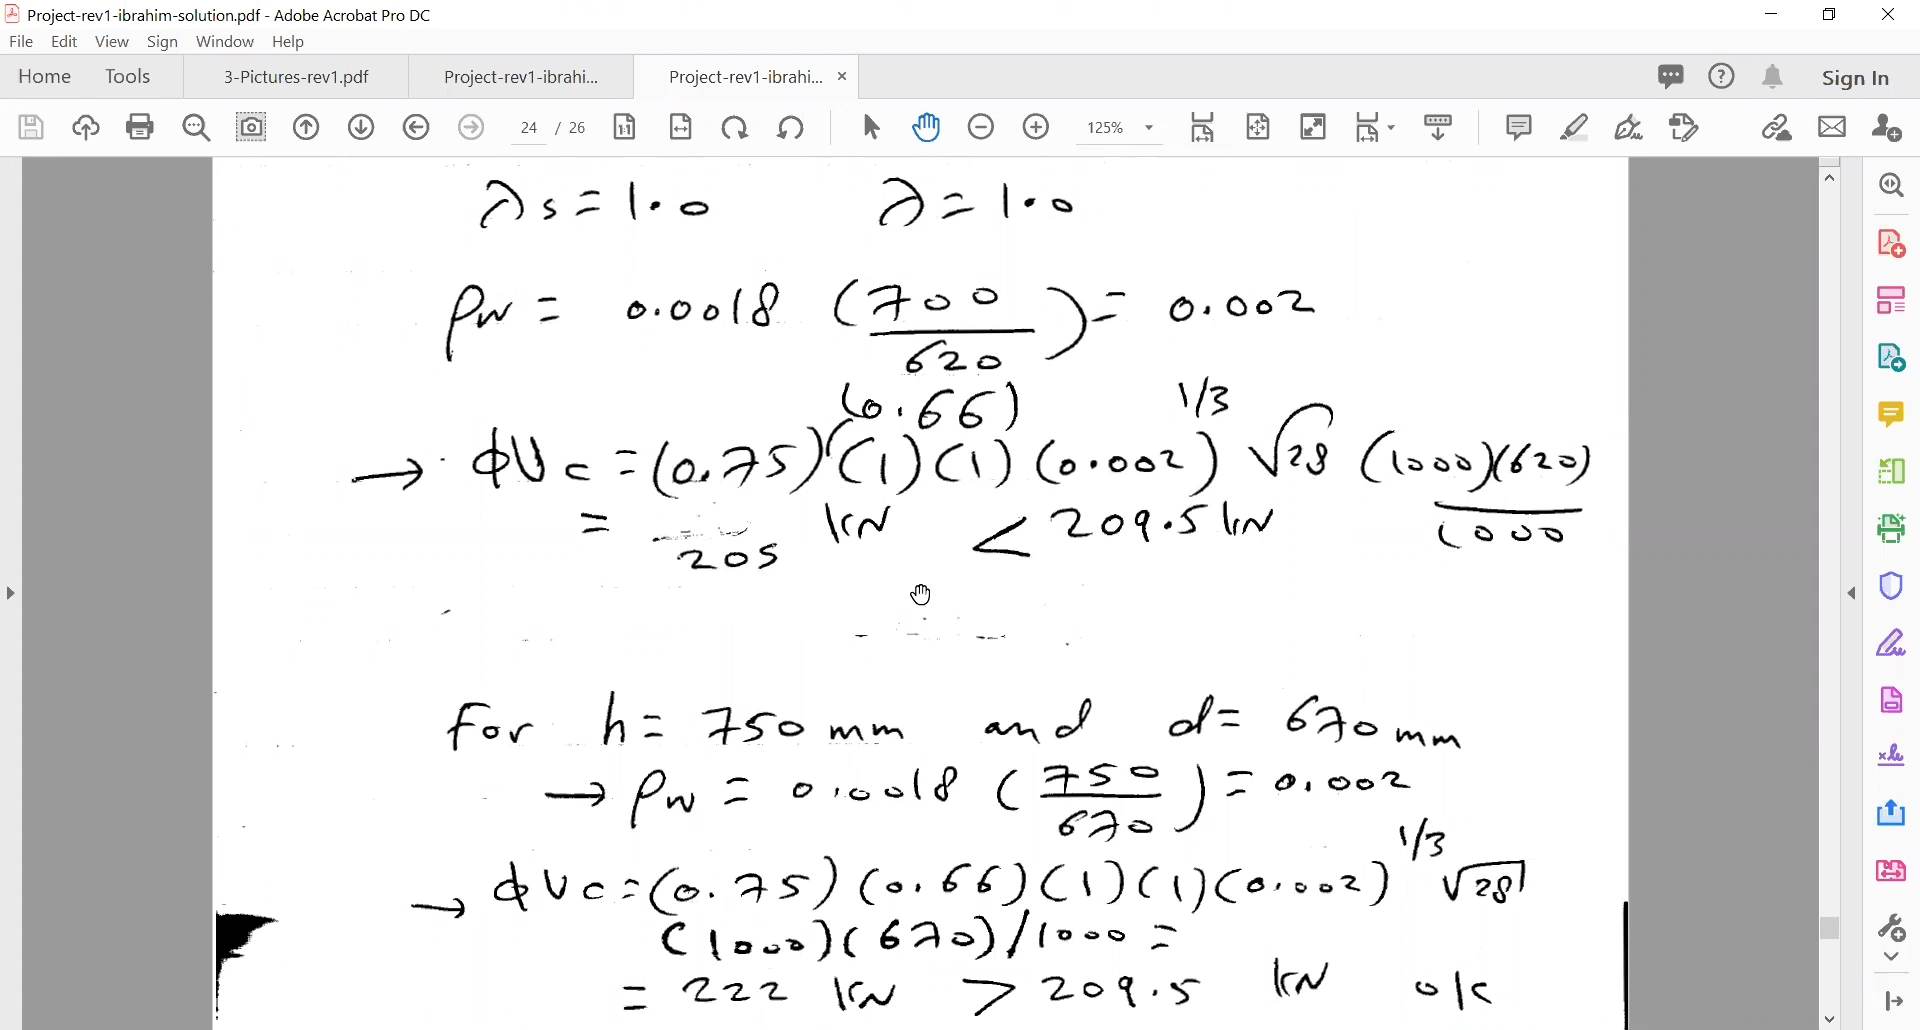 Project-rev1-ibrahim-solution.pdf - Adobe Acrobat Pro DC
File Edit View Sign Window Help
Home Tools 3-Pictures-rev1.pdf Project-rev1-ibrahi... Project-rev1-ibrahi... × Sign In
24 / 26 125%
λs = 1.0 λ = 1.0
ρw = 0.0018 (700/620) = 0.002
(0.66)
→ ϕVc = (0.75)(1)(1)(0.002)^1/3 √28 (1000)(620)/1000
= 205 kN < 209.5 kN
For h = 750 mm and d = 670 mm
→ ρw = 0.0018 (750/670) = 0.002
→ ϕVc = (0.75)(0.66)(1)(1)(0.002)^1/3 √28
(1000)(670)/1000 =
= 222 kN > 209.5 kN ok